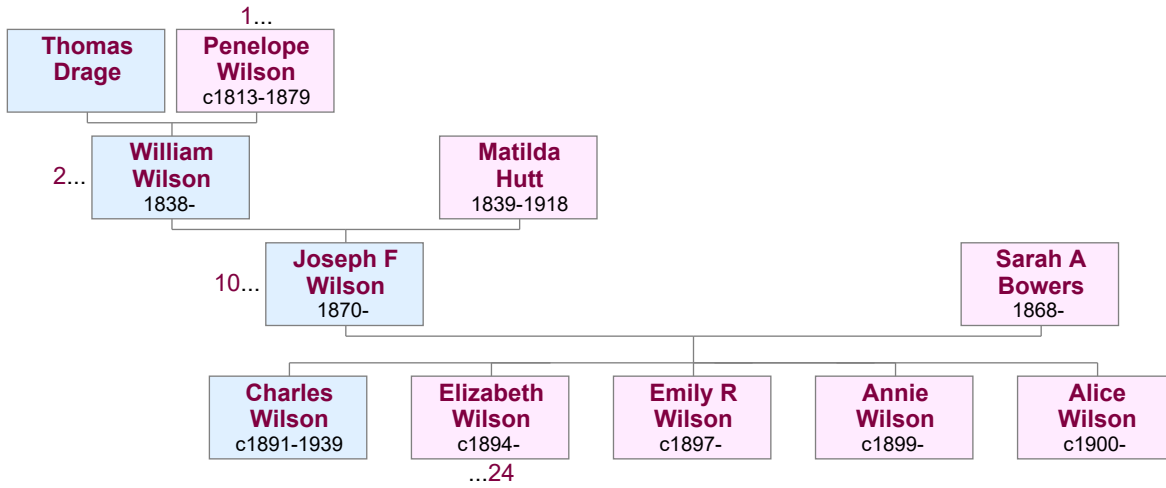 1...
Thomas
Drage
Penelope
Wilson
c1813-1879
2...
William
Wilson
1838-
Matilda
Hutt
1839-1918
10...
Joseph F
Wilson
1870-
Sarah A
Bowers
1868-
Charles
Wilson
c1891-1939
Elizabeth
Wilson
c1894-
Emily R
Wilson
c1897-
Annie
Wilson
c1899-
Alice
Wilson
c1900-
...24